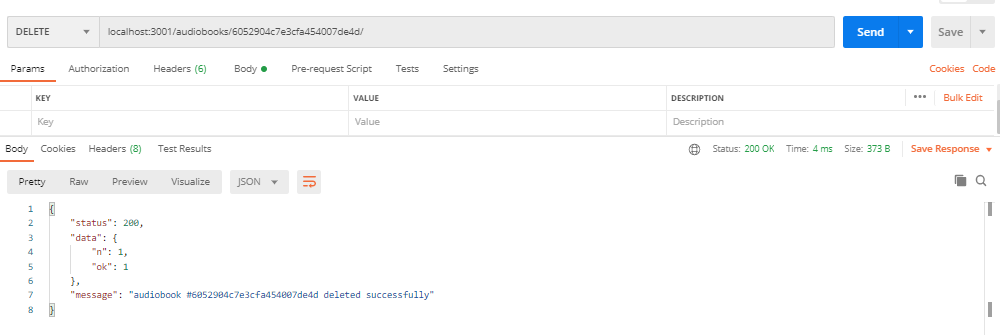 DELETE localhost:3001/audiobooks/6052904c7e3cfa454007de4d/ Send Save
Params Authorization Headers (6) Body Pre-request Script Tests Settings Cookies Code
KEY VALUE DESCRIPTION ••• Bulk Edit
Key Value Description
Body Cookies Headers (8) Test Results Status: 200 OK Time: 4 ms Size: 373 B Save Response
Pretty Raw Preview Visualize JSON
1 {
2 "status": 200,
3 "data": {
4 "n": 1,
5 "ok": 1
6 },
7 "message": "audiobook #6052904c7e3cfa454007de4d deleted successfully"
8 }